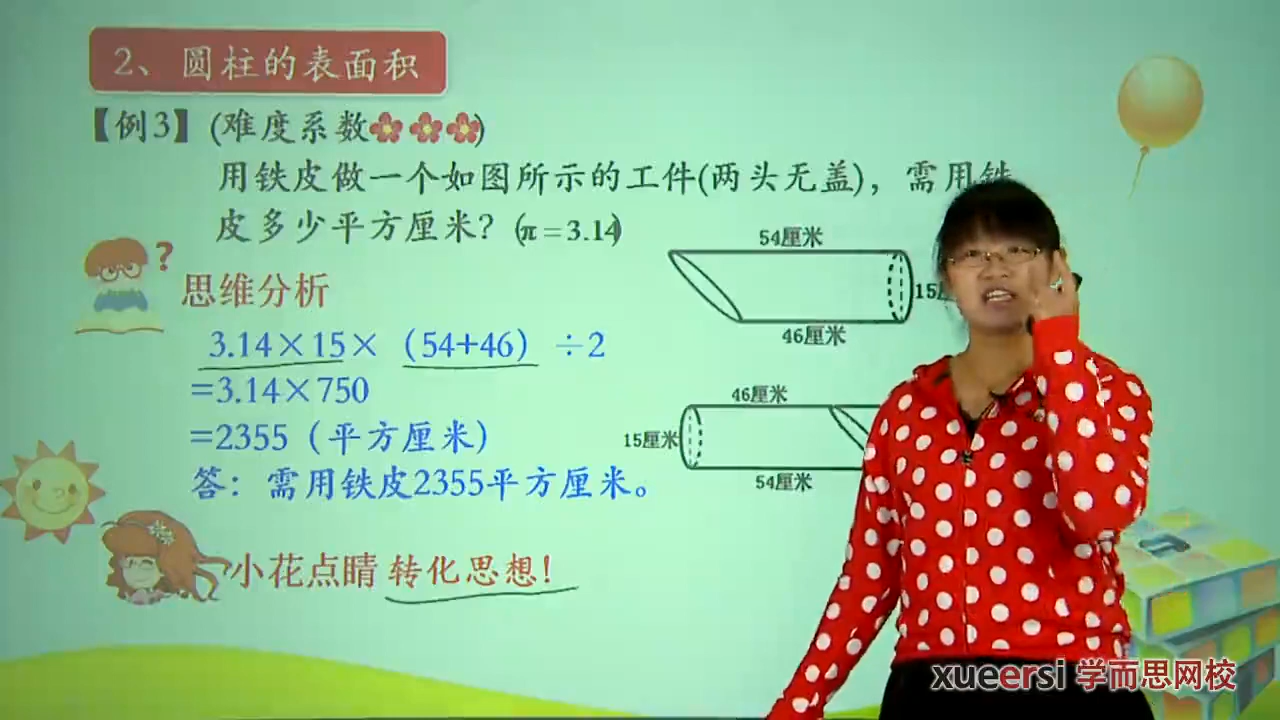 2、圆柱的表面积
【例3】(难度系数)
用铁皮做一个如图所示的工件(两头无盖)，需用铁
皮多少平方厘米？(π=3.14)
54厘米
15
46厘米
思维分析
3.14×15×（54+46）÷2
=3.14×750
=2355（平方厘米）
答：需用铁皮2355平方厘米。
46厘米
15厘米
54厘米
小花点睛 转化思想！
xueersi 学而思网校